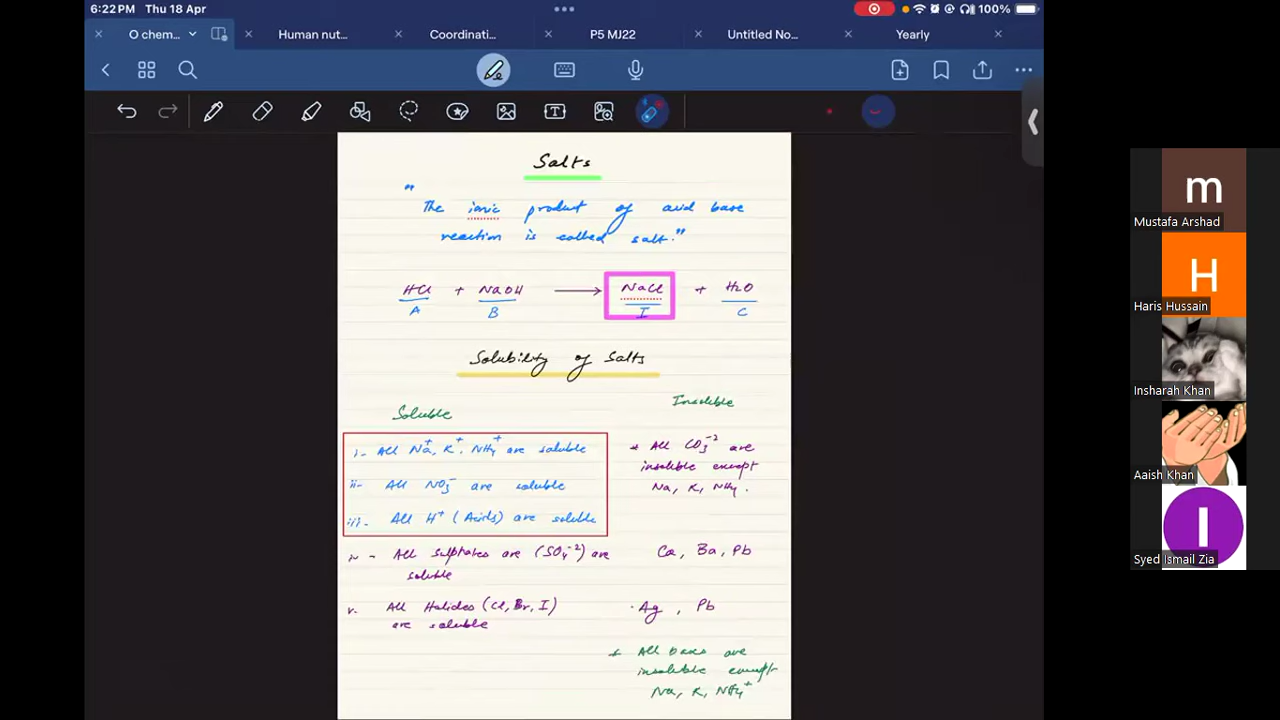 6:22 PM Thu 18 Apr
100%
O chem...
Human nut...
Coordinati...
P5 MJ22
Untitled No...
Yearly
Salts
"The ionic product of acid base
reaction is called salt."
HCl + NaOH → NaCl + H2O
A B I C
Solubility of Salts
Soluble
Insoluble
i- All Na+, K+, NH4+ are soluble
ii- All NO3- are soluble
iii- All H+ (Acids) are soluble
* All CO3-2 are
insoluble except
Na, K, NH4.
iv- All sulphates are (SO4-2) are
soluble
Ca, Ba, Pb
v. All Halides (Cl, Br, I)
are soluble
Ag, Pb
* All bases are
insoluble except
Na, K, NH4+
m
Mustafa Arshad
H
Haris Hussain
Insharah Khan
Aaish Khan
I
Syed Ismail Zia